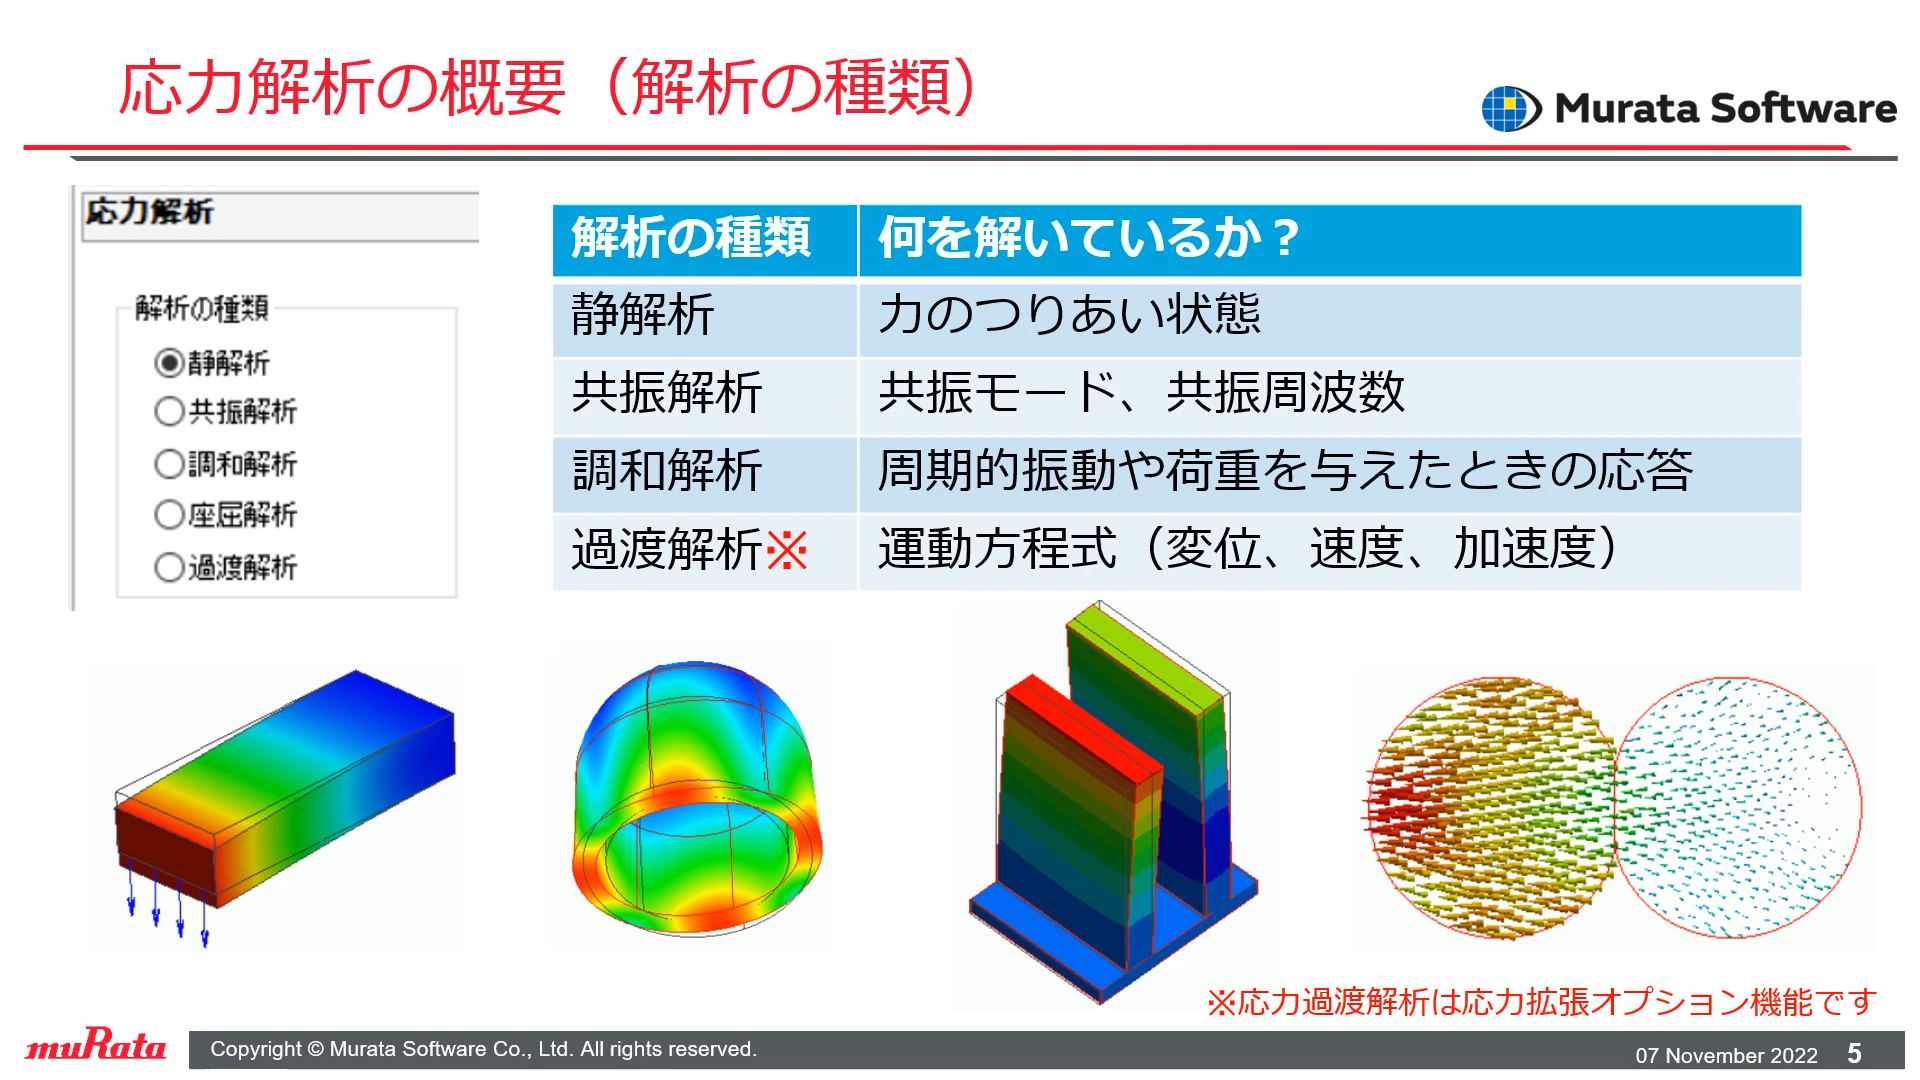 応力解析の概要（解析の種類）
Murata Software
応力解析
解析の種類
静解析
共振解析
調和解析
座屈解析
過渡解析
解析の種類 何を解いているか？
静解析 力のつりあい状態
共振解析 共振モード、共振周波数
調和解析 周期的振動や荷重を与えたときの応答
過渡解析※ 運動方程式（変位、速度、加速度）
※応力過渡解析は応力拡張オプション機能です
muRata
Copyright © Murata Software Co., Ltd. All rights reserved.
07 November 2022 5